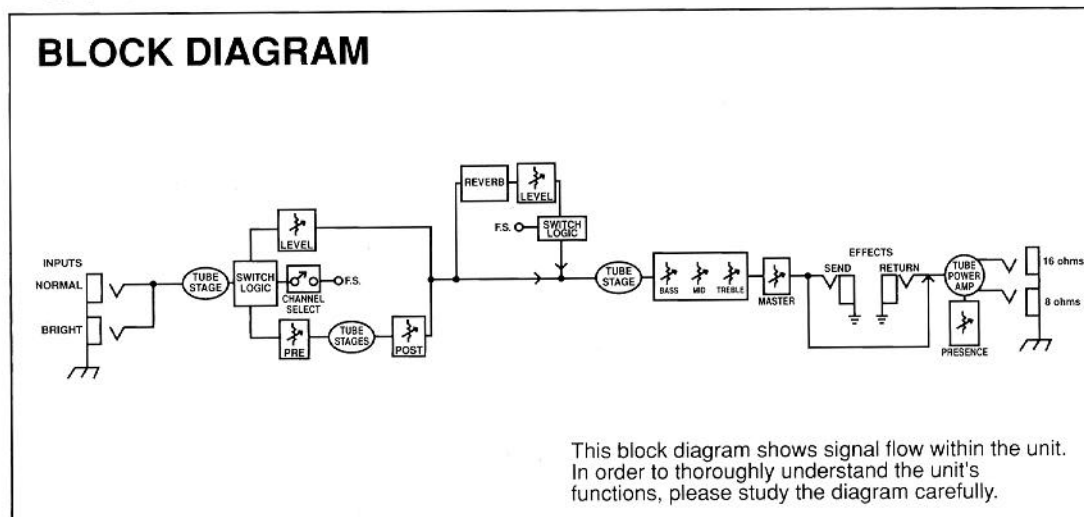 BLOCK DIAGRAM
INPUTS
NORMAL
BRIGHT
TUBE
STAGE
SWITCH
LOGIC
LEVEL
CHANNEL
SELECT
F.S.
PRE
TUBE
STAGES
POST
REVERB
LEVEL
F.S.
SWITCH
LOGIC
TUBE
STAGE
BASS MID TREBLE
MASTER
EFFECTS
SEND RETURN
TUBE
POWER
AMP
PRESENCE
16 ohms
8 ohms
This block diagram shows signal flow within the unit.
In order to thoroughly understand the unit's
functions, please study the diagram carefully.